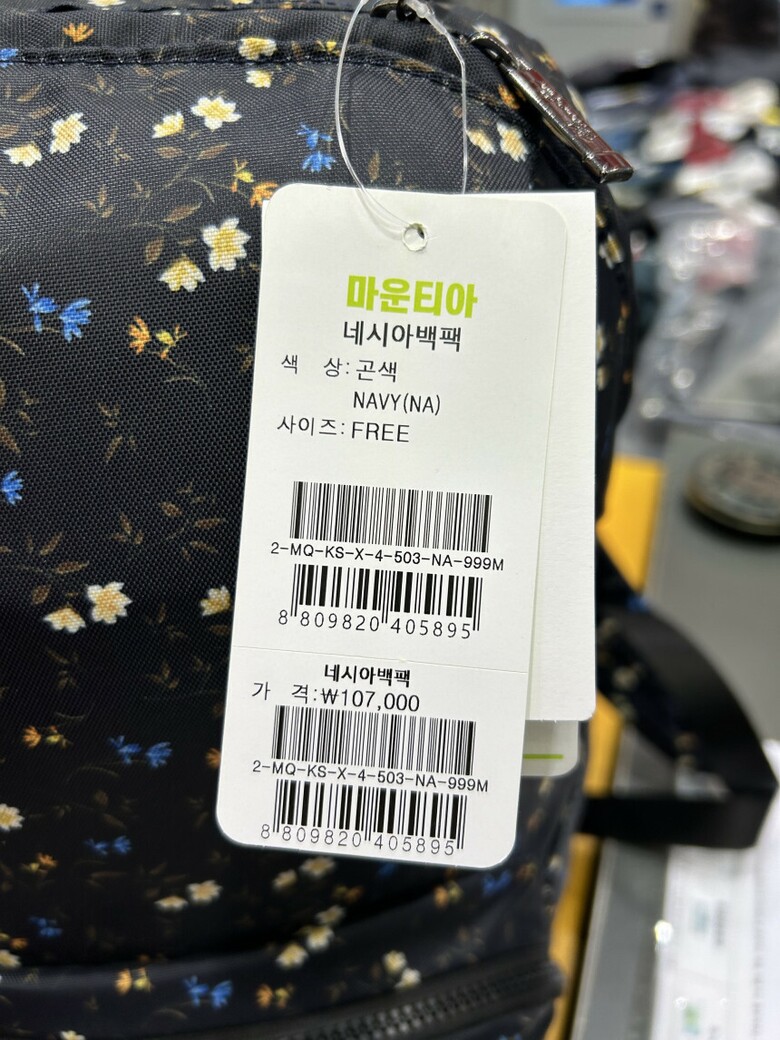 마운티아
네시아백팩
색 상: 곤색
NAVY(NA)
사이즈: FREE
2-MQ-KS-X-4-503-NA-999M
8 809820 405895
네시아백팩
가 격:₩107,000
2-MQ-KS-X-4-503-NA-999M
8 809820 405895